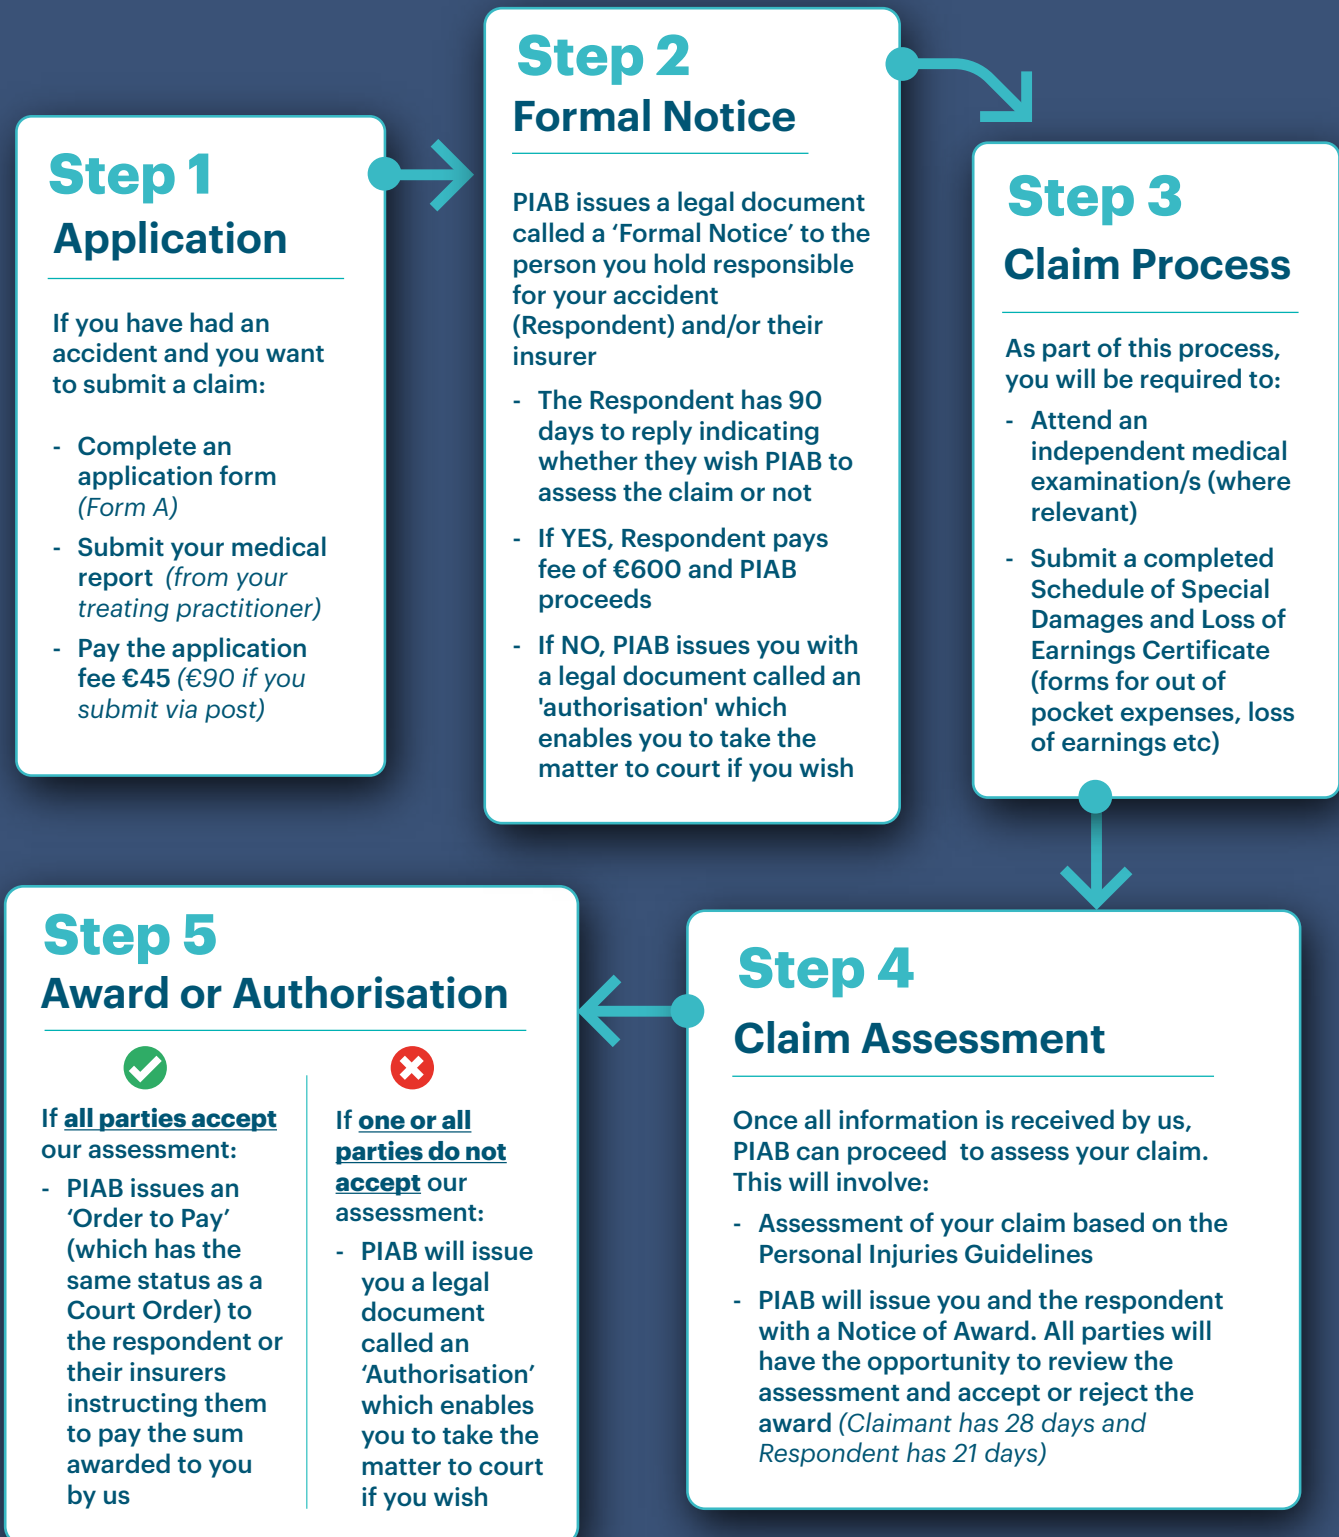 Step 1
Application
If you have had an
accident and you want
to submit a claim:
- Complete an
application form
(Form A)
- Submit your medical
report (from your
treating practitioner)
- Pay the application
fee €45 (€90 if you
submit via post)
Step 2
Formal Notice
PIAB issues a legal document
called a ‘Formal Notice’ to the
person you hold responsible
for your accident
(Respondent) and/or their
insurer
- The Respondent has 90
days to reply indicating
whether they wish PIAB to
assess the claim or not
- If YES, Respondent pays
fee of €600 and PIAB
proceeds
- If NO, PIAB issues you with
a legal document called an
'authorisation' which
enables you to take the
matter to court if you wish
Step 3
Claim Process
As part of this process,
you will be required to:
- Attend an
independent medical
examination/s (where
relevant)
- Submit a completed
Schedule of Special
Damages and Loss of
Earnings Certificate
(forms for out of
pocket expenses, loss
of earnings etc)
Step 4
Claim Assessment
Once all information is received by us,
PIAB can proceed to assess your claim.
This will involve:
- Assessment of your claim based on the
Personal Injuries Guidelines
- PIAB will issue you and the respondent
with a Notice of Award. All parties will
have the opportunity to review the
assessment and accept or reject the
award (Claimant has 28 days and
Respondent has 21 days)
Step 5
Award or Authorisation
If all parties accept
our assessment:
- PIAB issues an
‘Order to Pay’
(which has the
same status as a
Court Order) to
the respondent or
their insurers
instructing them
to pay the sum
awarded to you
by us
If one or all
parties do not
accept our
assessment:
- PIAB will issue
you a legal
document
called an
‘Authorisation’
which enables
you to take the
matter to court
if you wish